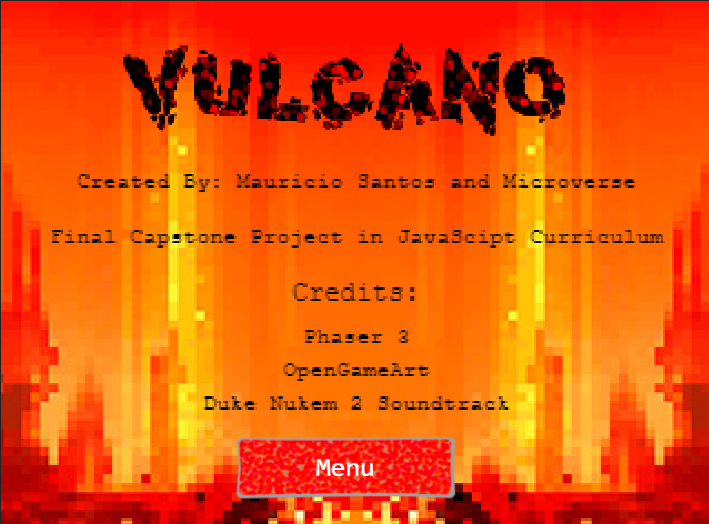 VULCANO
Created By: Mauricio Santos and Microverse
Final Capstone Project in JavaScipt Curriculum
Credits:
Phaser 3
OpenGameArt
Duke Nukem 2 Soundtrack
Menu